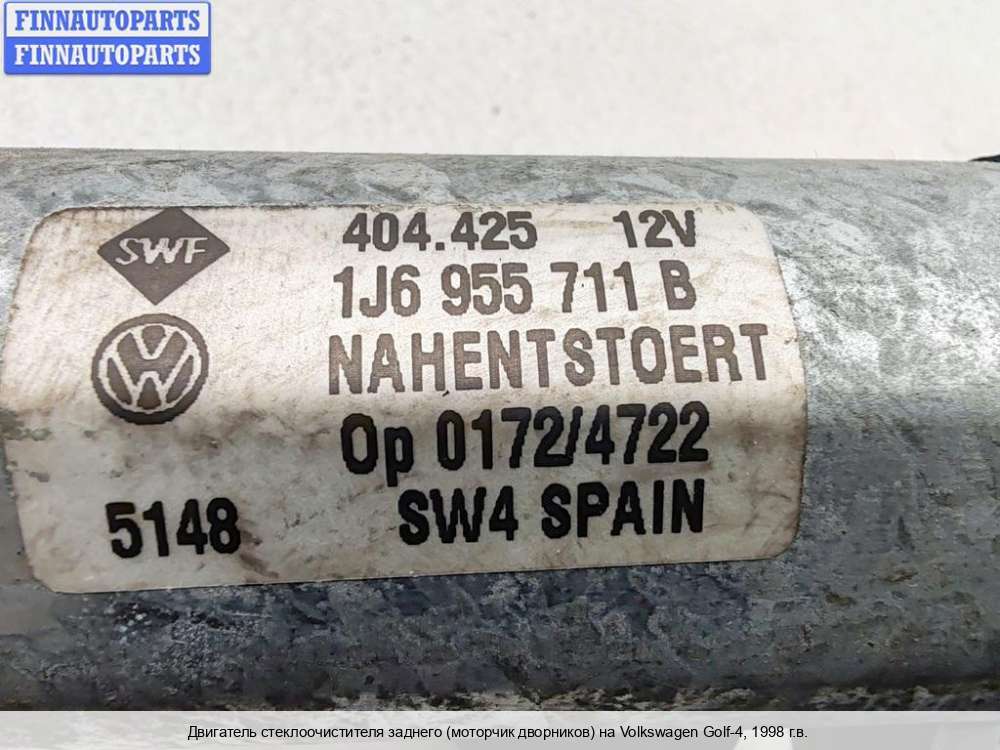 FINNAUTOPARTS
FINNAUTOPARTS
SWF
404.425 12V
1J6 955 711 B
NAHENTSTOERT
Op 0172/4722
5148 SW4 SPAIN
Двигатель стеклоочистителя заднего (моторчик дворников) на Volkswagen Golf-4, 1998 г.в.